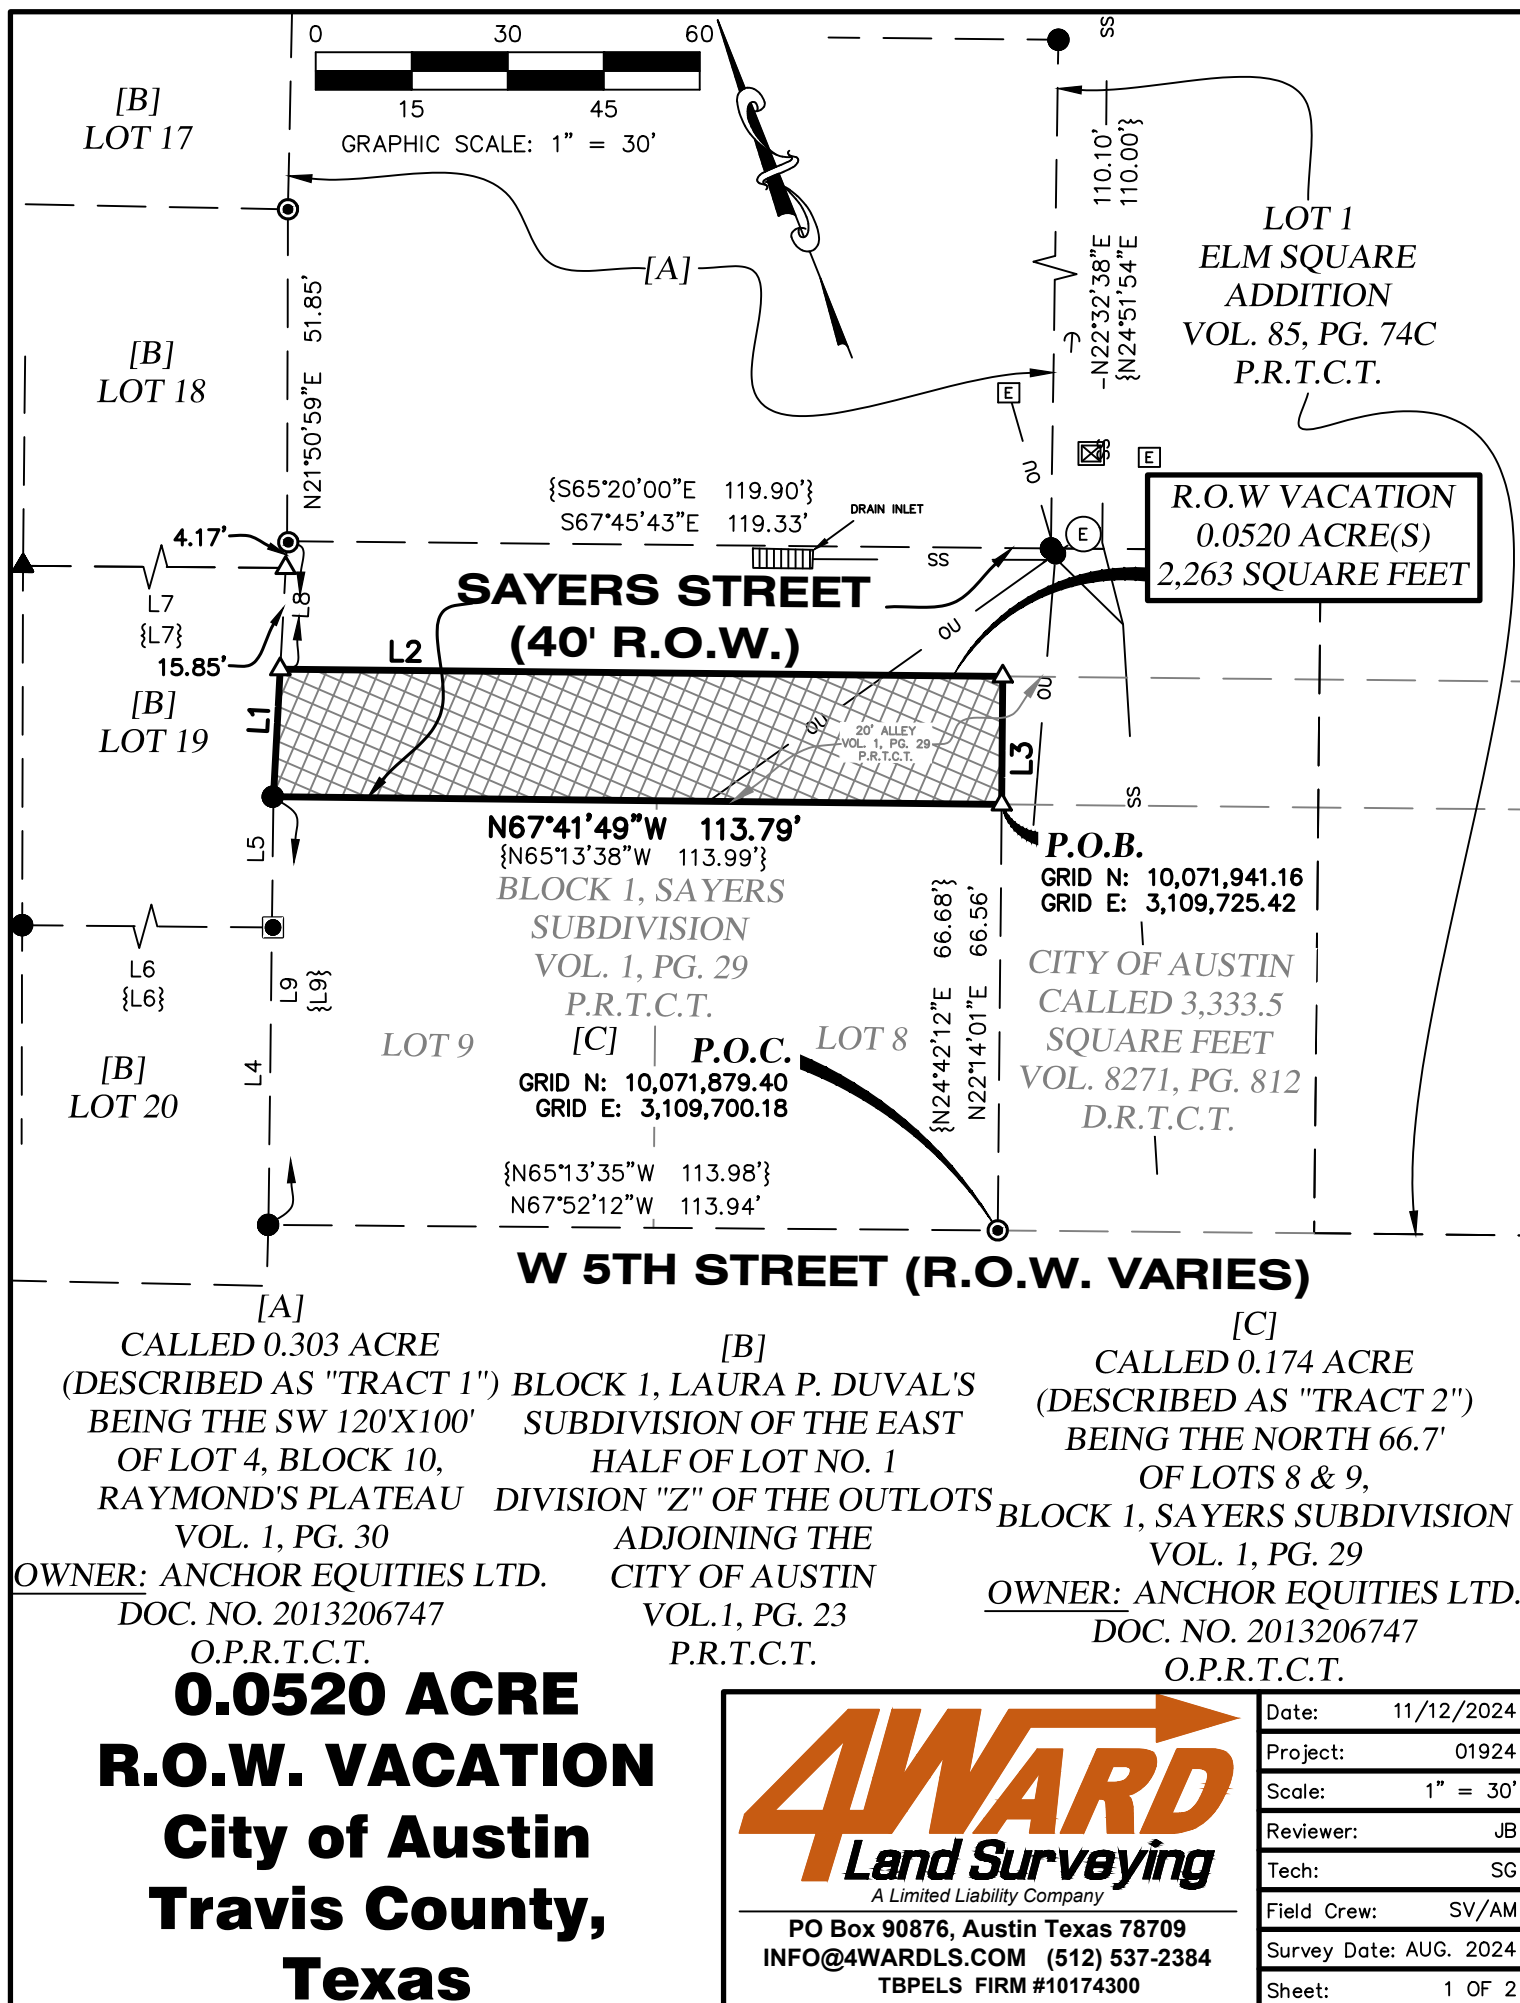 0 30 60
15 45
GRAPHIC SCALE: 1" = 30'
[B]
LOT 17
[A]
SS
N22°32'38"E 110.10'
{N24°51'54"E 110.00'}
LOT 1
ELM SQUARE
ADDITION
VOL. 85, PG. 74C
P.R.T.C.T.
[B]
LOT 18
N21°50'59"E 51.85'
E
OU
SS
E
{S65°20'00"E 119.90'}
S67°45'43"E 119.33'
DRAIN INLET
SS
E
R.O.W VACATION
0.0520 ACRE(S)
2,263 SQUARE FEET
4.17'
L7
{L7}
L8
15.85'
SAYERS STREET
(40' R.O.W.)
OU
L2
[B]
LOT 19
L1
OU
20' ALLEY
VOL. 1, PG. 29
P.R.T.C.T.
OU
L3
SS
N67°41'49"W 113.79'
{N65°13'38"W 113.99'}
L5
P.O.B.
GRID N: 10,071,941.16
GRID E: 3,109,725.42
BLOCK 1, SAYERS
SUBDIVISION
VOL. 1, PG. 29
P.R.T.C.T.
{N24°42'12"E 66.68'}
N22°14'01"E 66.56'
L6
{L6}
L9
{L9}
CITY OF AUSTIN
CALLED 3,333.5
SQUARE FEET
VOL. 8271, PG. 812
D.R.T.C.T.
LOT 9
[C]
LOT 8
P.O.C.
GRID N: 10,071,879.40
GRID E: 3,109,700.18
[B]
LOT 20
L4
{N65°13'35"W 113.98'}
N67°52'12"W 113.94'
W 5TH STREET (R.O.W. VARIES)
[A]
CALLED 0.303 ACRE
(DESCRIBED AS "TRACT 1")
BEING THE SW 120'X100'
OF LOT 4, BLOCK 10,
RAYMOND'S PLATEAU
VOL. 1, PG. 30
OWNER: ANCHOR EQUITIES LTD.
DOC. NO. 2013206747
O.P.R.T.C.T.
[B]
BLOCK 1, LAURA P. DUVAL'S
SUBDIVISION OF THE EAST
HALF OF LOT NO. 1
DIVISION "Z" OF THE OUTLOTS
ADJOINING THE
CITY OF AUSTIN
VOL.1, PG. 23
P.R.T.C.T.
[C]
CALLED 0.174 ACRE
(DESCRIBED AS "TRACT 2")
BEING THE NORTH 66.7'
OF LOTS 8 & 9,
BLOCK 1, SAYERS SUBDIVISION
VOL. 1, PG. 29
OWNER: ANCHOR EQUITIES LTD.
DOC. NO. 2013206747
O.P.R.T.C.T.
0.0520 ACRE
R.O.W. VACATION
City of Austin
Travis County,
Texas
4WARD
Land Surveying
A Limited Liability Company
PO Box 90876, Austin Texas 78709
INFO@4WARDLS.COM (512) 537-2384
TBPELS FIRM #10174300
Date: 11/12/2024
Project: 01924
Scale: 1" = 30'
Reviewer: JB
Tech: SG
Field Crew: SV/AM
Survey Date: AUG. 2024
Sheet: 1 OF 2